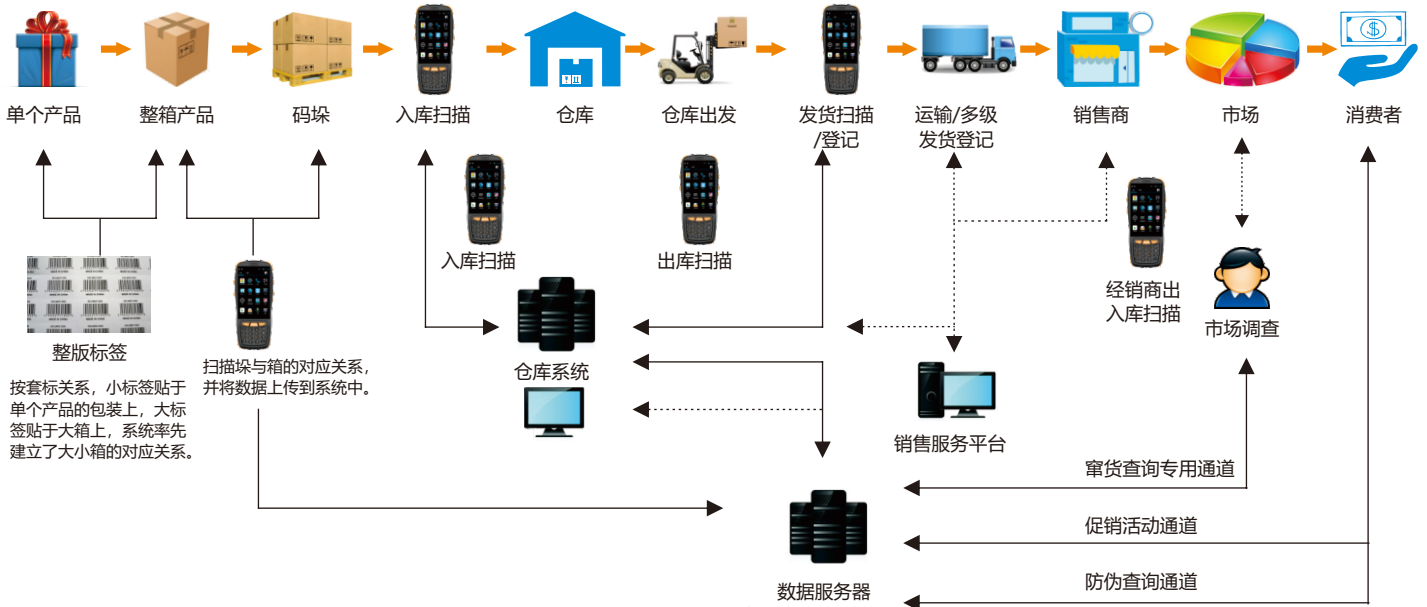 单个产品
整箱产品
码垛
入库扫描
仓库
仓库出发
发货扫描
/登记
运输/多级
发货登记
销售商
市场
消费者
入库扫描
出库扫描
经销商出
入库扫描
市场调查
整版标签
按套标关系，小标签贴于
单个产品的包装上，大标
签贴于大箱上，系统率先
建立了大小箱的对应关系。
扫描垛与箱的对应关系，
并将数据上传到系统中。
仓库系统
销售服务平台
窜货查询专用通道
促销活动通道
防伪查询通道
数据服务器